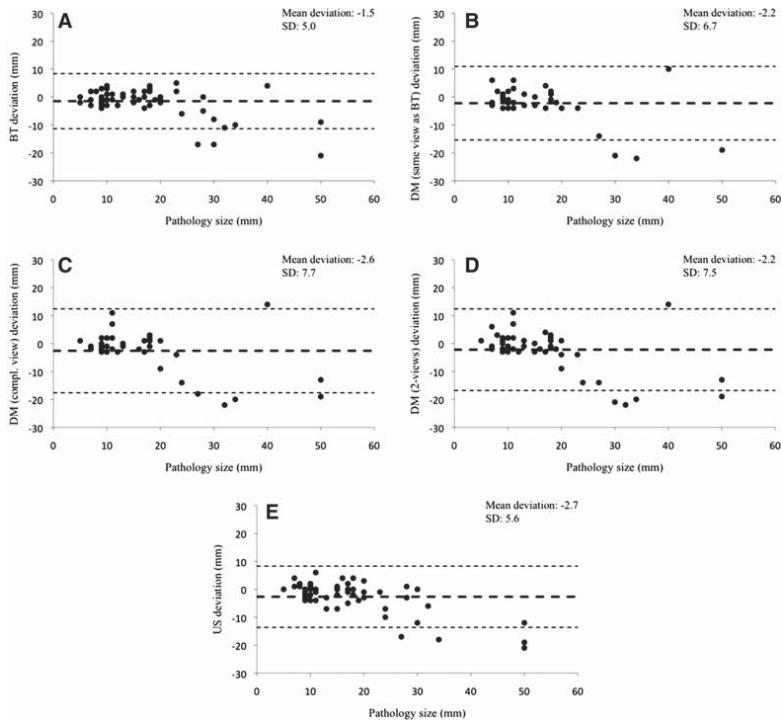 A
Mean deviation: -1.5
SD: 5.0
30
20
10
0
-10
-20
-30
BT deviation (mm)
0 10 20 30 40 50 60
Pathology size (mm)
B
Mean deviation: -2.2
SD: 6.7
30
20
10
0
-10
-20
-30
DM (same view as BT) deviation (mm)
0 10 20 30 40 50 60
Pathology size (mm)
C
Mean deviation: -2.6
SD: 7.7
30
20
10
0
-10
-20
-30
DM (compl. view) deviation (mm)
0 10 20 30 40 50 60
Pathology size (mm)
D
Mean deviation: -2.2
SD: 7.5
30
20
10
0
-10
-20
-30
DM (2-views) deviation (mm)
0 10 20 30 40 50 60
Pathology size (mm)
E
Mean deviation: -2.7
SD: 5.6
30
20
10
0
-10
-20
-30
US deviation (mm)
0 10 20 30 40 50 60
Pathology size (mm)